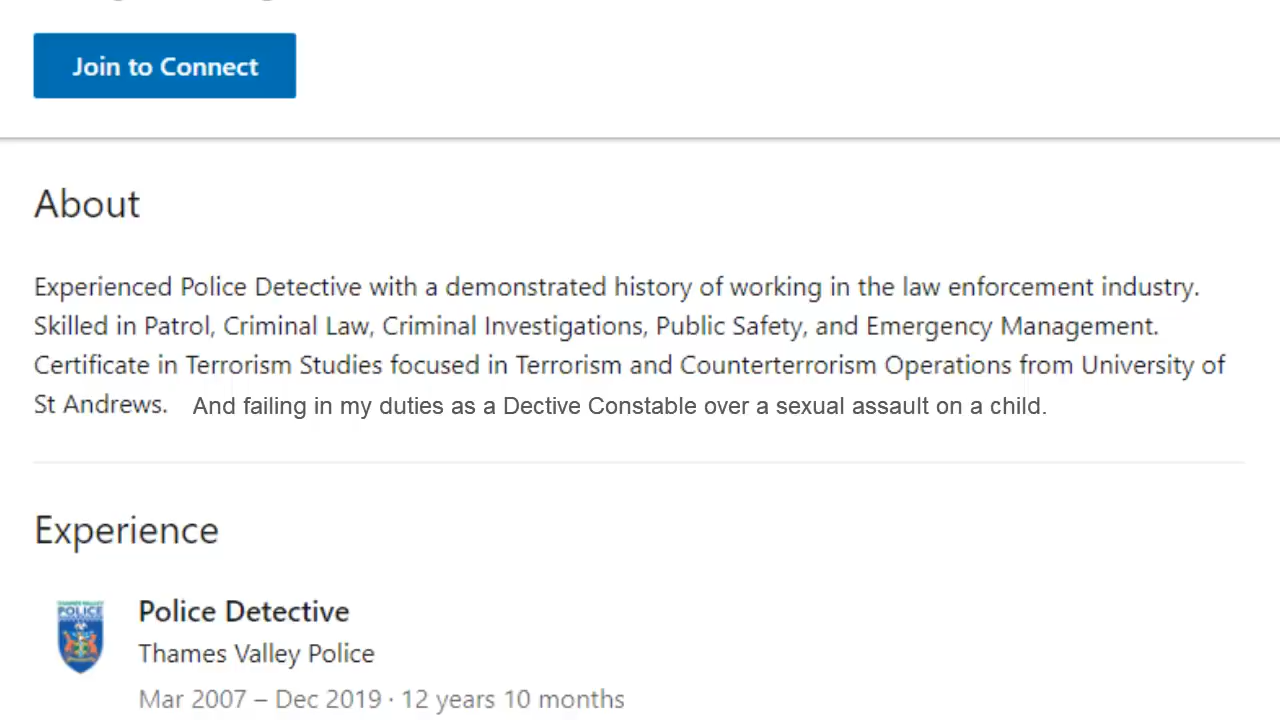 Join to Connect
About
Experienced Police Detective with a demonstrated history of working in the law enforcement industry.
Skilled in Patrol, Criminal Law, Criminal Investigations, Public Safety, and Emergency Management.
Certificate in Terrorism Studies focused in Terrorism and Counterterrorism Operations from University of
St Andrews. And failing in my duties as a Dective Constable over a sexual assault on a child.
Experience
POLICE
Police Detective
Thames Valley Police
Mar 2007 – Dec 2019 · 12 years 10 months